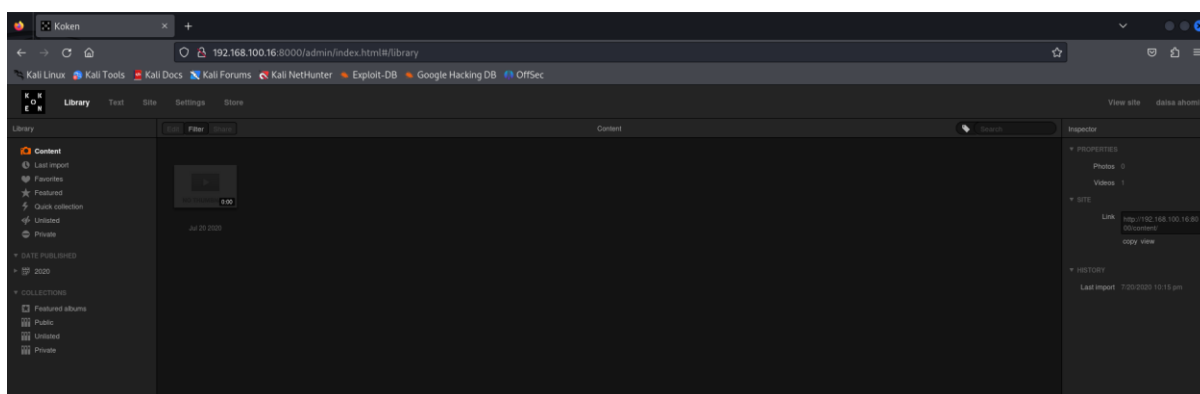 Koken
192.168.100.16:8000/admin/index.html#/library
Kali Linux Kali Tools Kali Docs Kali Forums Kali NetHunter Exploit-DB Google Hacking DB OffSec
K K
O
E N
Library Text Site Settings Store View site daisa ahomi
Library Edit Filter Share Content Search Inspector
Content
Last import
Favorites
Featured
Quick collection
Unlisted
Private
DATE PUBLISHED
2020
COLLECTIONS
Featured albums
Public
Unlisted
Private
0:00
Jul 20 2020
PROPERTIES
Photos 0
Videos 1
SITE
Link http://192.168.100.16:80
00/content/
copy view
HISTORY
Last import 7/20/2020 10:15 pm